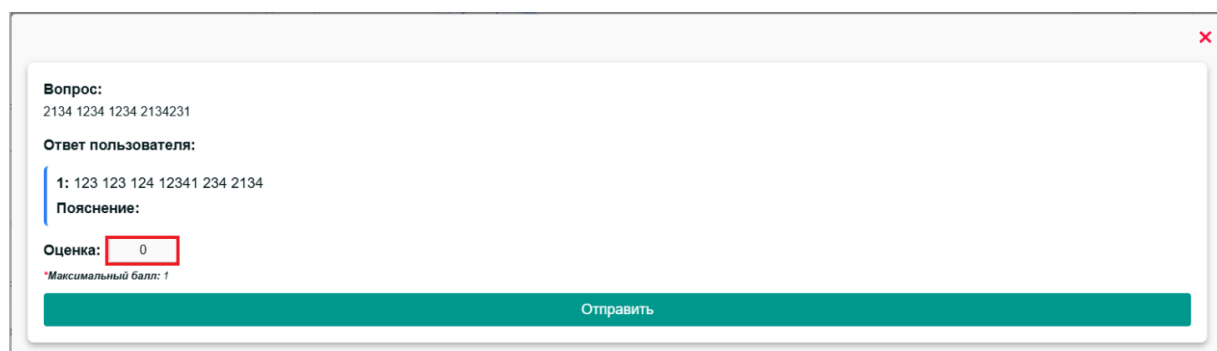 Вопрос:
2134 1234 1234 2134231
Ответ пользователя:
1: 123 123 124 12341 234 2134
Пояснение:
Оценка: 0
*Максимальный балл: 1
Отправить